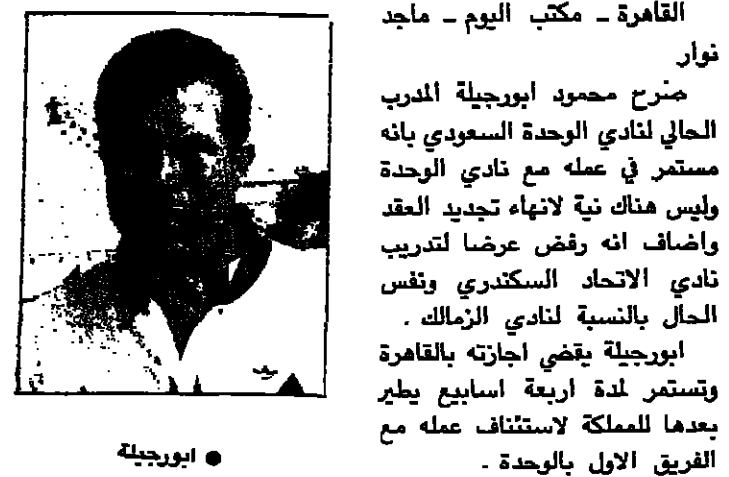 القاهرة ـ مكتب اليوم ـ ماجد
نوار
صرح محمود ابورجيلة المدرب
الحالي لنادي الوحدة السعودي بانه
مستمر في عمله مع نادي الوحدة
وليس هناك نية لانهاء تجديد العقد
واضاف انه رفض عرضا لتدريب
نادي الاتحاد السكندري ونفس
الحال بالنسبة لنادي الزمالك .
ابورجيلة يقضي اجازته بالقاهرة
وتستمر لمدة اربعة اسابيع يطير
بعدها للمملكة لاستئناف عمله مع
الفريق الاول بالوحدة .
● ابورجيلة